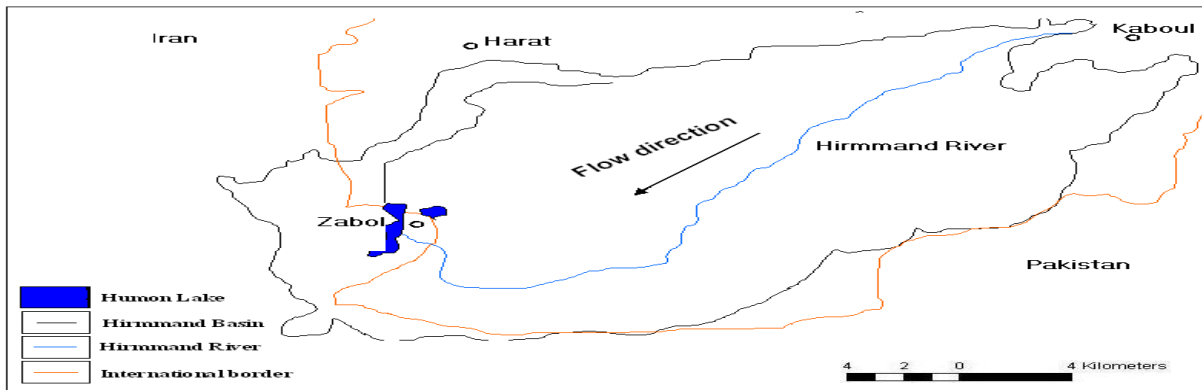 Iran
Harat
Kaboul
Flow direction
Hirmmand River
Zabol
Pakistan
Humon Lake
Hirmmand Basin
Hirmmand River
International border
4 2 0 4 Kilometers